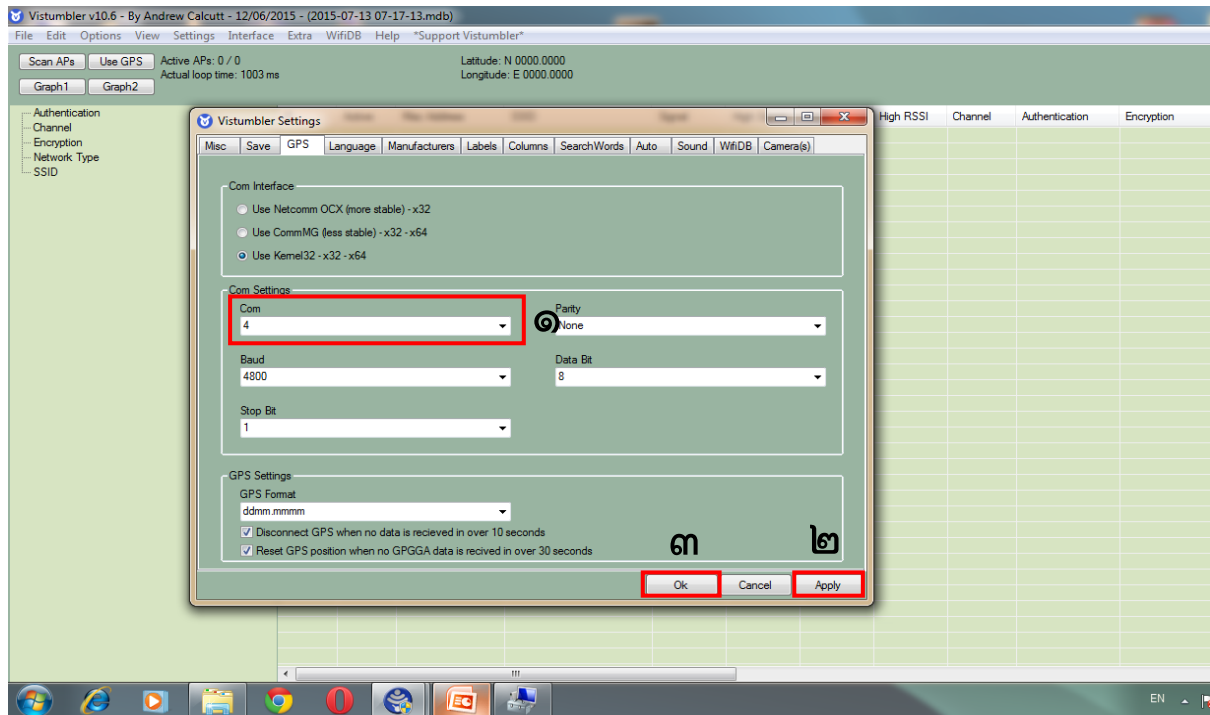 Vistumbler v10.6 - By Andrew Calcutt - 12/06/2015 - (2015-07-13 07-17-13.mdb)
File Edit Options View Settings Interface Extra WifiDB Help *Support Vistumbler*
Scan APs Use GPS Active APs: 0 / 0 Latitude: N 0000.0000
Actual loop time: 1003 ms Longitude: E 0000.0000
Graph1 Graph2
Authentication
Channel
Encryption
Network Type
SSID
High RSSI Channel Authentication Encryption
Vistumbler Settings
Misc Save GPS Language Manufacturers Labels Columns SearchWords Auto Sound WifiDB Camera(s)
Com Interface
Use Netcomm OCX (more stable) - x32
Use CommMG (less stable) - x32 - x64
Use Kernel32 - x32 - x64
Com Settings
Com Parity
4 ๑ None
Baud Data Bit
4800 8
Stop Bit
1
GPS Settings
GPS Format
ddmm.mmmm
Disconnect GPS when no data is recieved in over 10 seconds
Reset GPS position when no GPGGA data is recived in over 30 seconds
๓ ๒
Ok Cancel Apply
EN